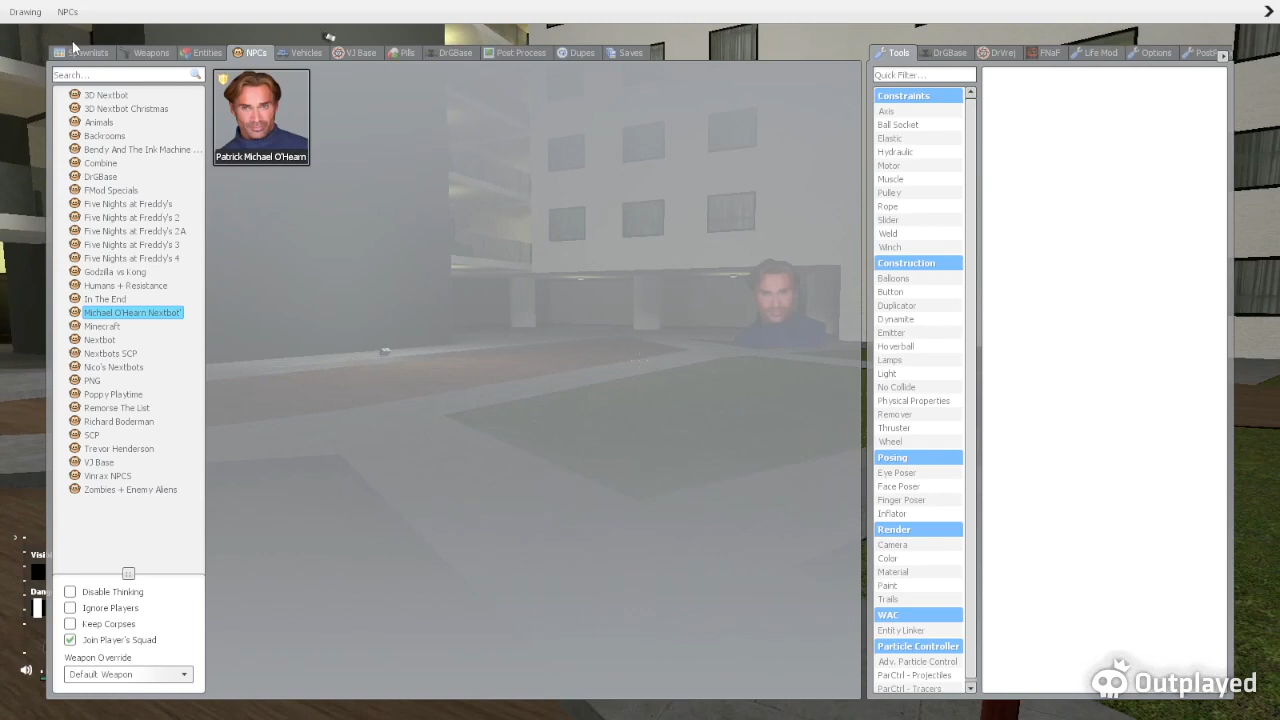 Drawing NPCs
Spawnlists Weapons Entities NPCs Vehicles VJ Base Pills DrGBase Post Process Dupes Saves
Tools DrGBase DrVrej FNaF Life Mod Options PostP
Search...
3D Nextbot
3D Nextbot Christmas
Animals
Backrooms
Bendy And The Ink Machine ...
Combine
DrGBase
FMod Specials
Five Nights at Freddy's
Five Nights at Freddy's 2
Five Nights at Freddy's 2A
Five Nights at Freddy's 3
Five Nights at Freddy's 4
Godzilla vs Kong
Humans + Resistance
In The End
Michael O'Hearn Nextbot'
Minecraft
Nextbot
Nextbots SCP
Nico's Nextbots
PNG
Poppy Playtime
Remorse The List
Richard Boderman
SCP
Trevor Henderson
VJ Base
Vinrax NPCS
Zombies + Enemy Aliens
Patrick Michael O'Hearn
Disable Thinking
Ignore Players
Keep Corpses
Join Player's Squad
Weapon Override
Default Weapon
Visi
Dang
Quick Filter...
Constraints
Axis
Ball Socket
Elastic
Hydraulic
Motor
Muscle
Pulley
Rope
Slider
Weld
Winch
Construction
Balloons
Button
Duplicator
Dynamite
Emitter
Hoverball
Lamps
Light
No Collide
Physical Properties
Remover
Thruster
Wheel
Posing
Eye Poser
Face Poser
Finger Poser
Inflator
Render
Camera
Color
Material
Paint
Trails
WAC
Entity Linker
Particle Controller
Adv. Particle Control
ParCtrl - Projectiles
ParCtrl - Tracers
Outplayed